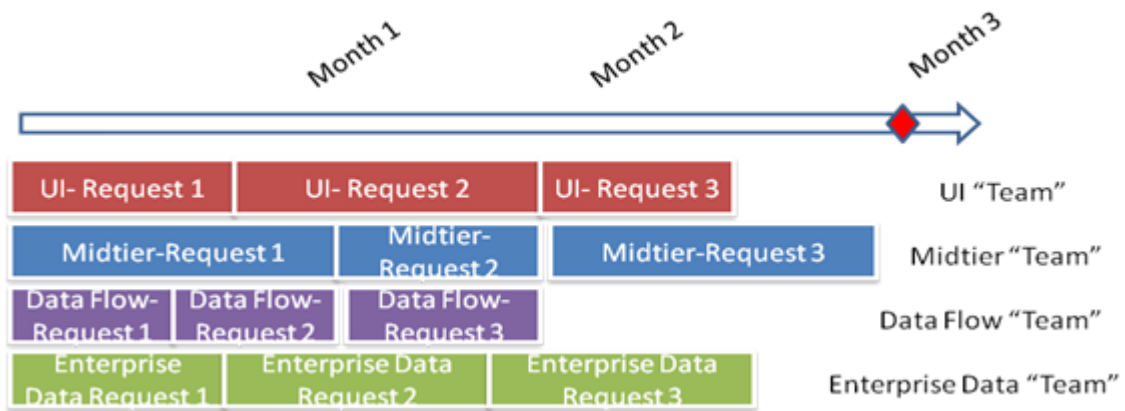 Month 1
Month 2
Month 3
UI- Request 1
UI- Request 2
UI- Request 3
UI “Team”
Midtier-Request 1
Midtier-
Request 2
Midtier-Request 3
Midtier “Team”
Data Flow-
Request 1
Data Flow-
Request 2
Data Flow-
Request 3
Data Flow “Team”
Enterprise
Data Request 1
Enterprise Data
Request 2
Enterprise Data
Request 3
Enterprise Data “Team”